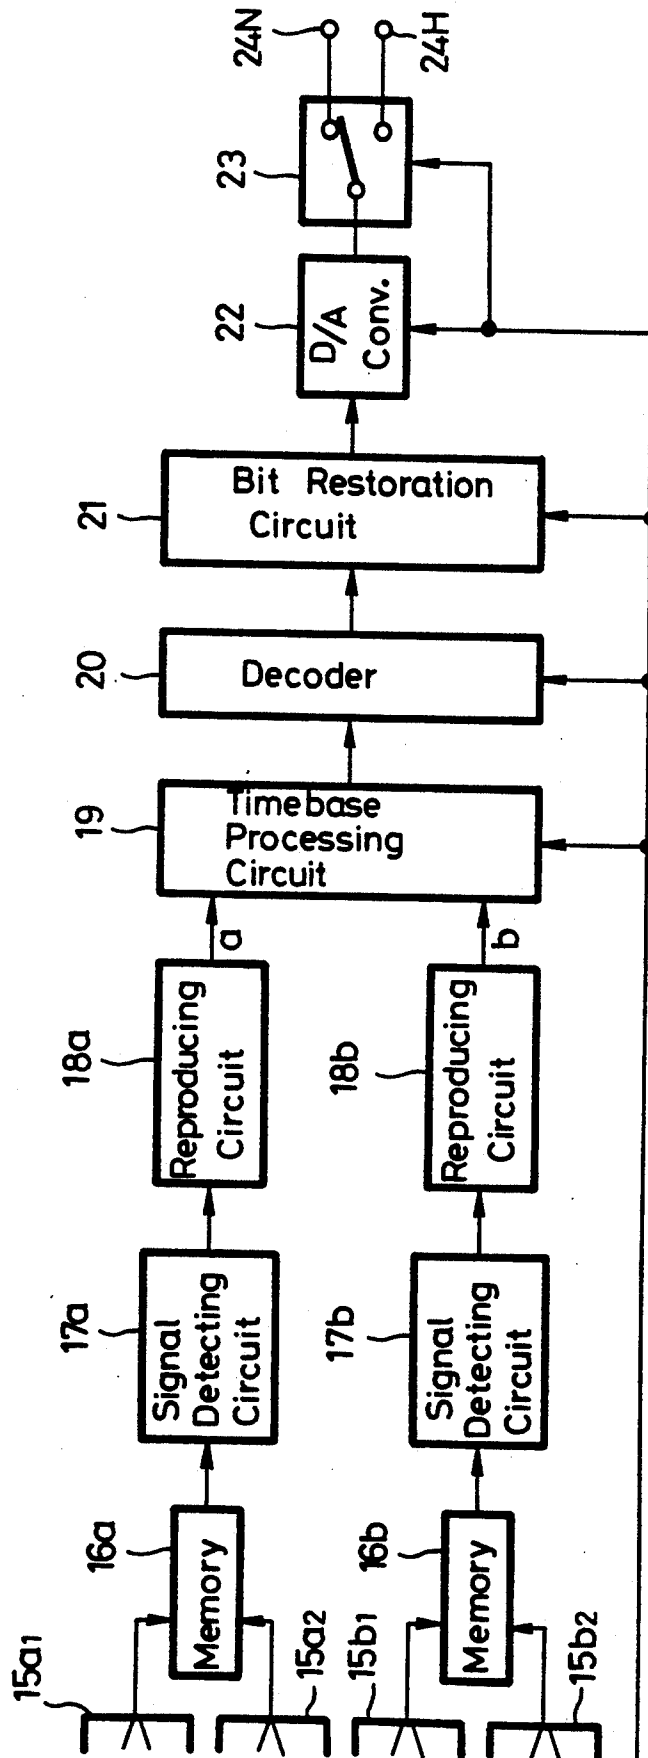 15a1
15a2
15b1
15b2
16a
Memory
16b
Memory
17a
Signal
Detecting
Circuit
17b
Signal
Detecting
Circuit
18a
Reproducing
Circuit
18b
Reproducing
Circuit
a
b
19
Timebase
Processing
Circuit
20
Decoder
21
Bit Restoration
Circuit
22
D/A
Conv.
23
24N
24H